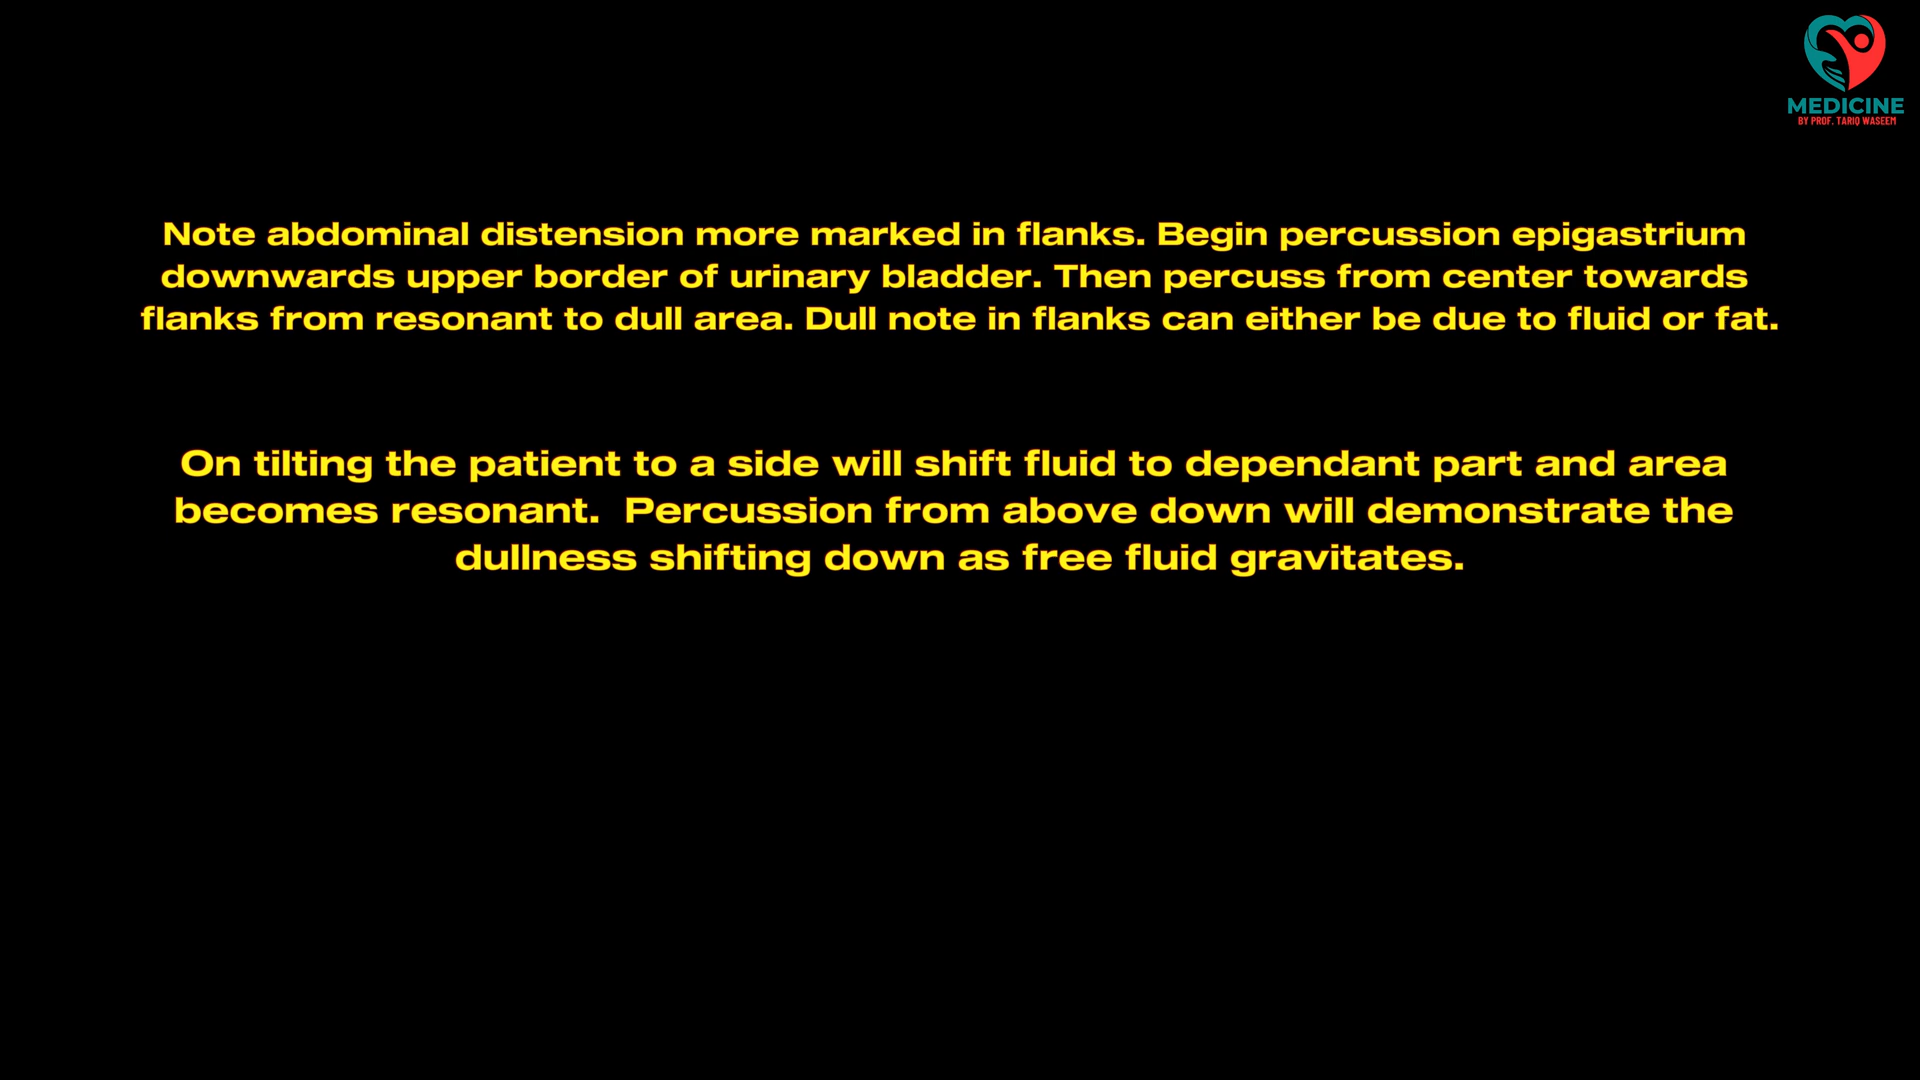 MEDICINE
BY PROF. TARIQ WASEEM
Note abdominal distension more marked in flanks. Begin percussion epigastrium
downwards upper border of urinary bladder. Then percuss from center towards
flanks from resonant to dull area. Dull note in flanks can either be due to fluid or fat.
On tilting the patient to a side will shift fluid to dependant part and area
becomes resonant.  Percussion from above down will demonstrate the
dullness shifting down as free fluid gravitates.